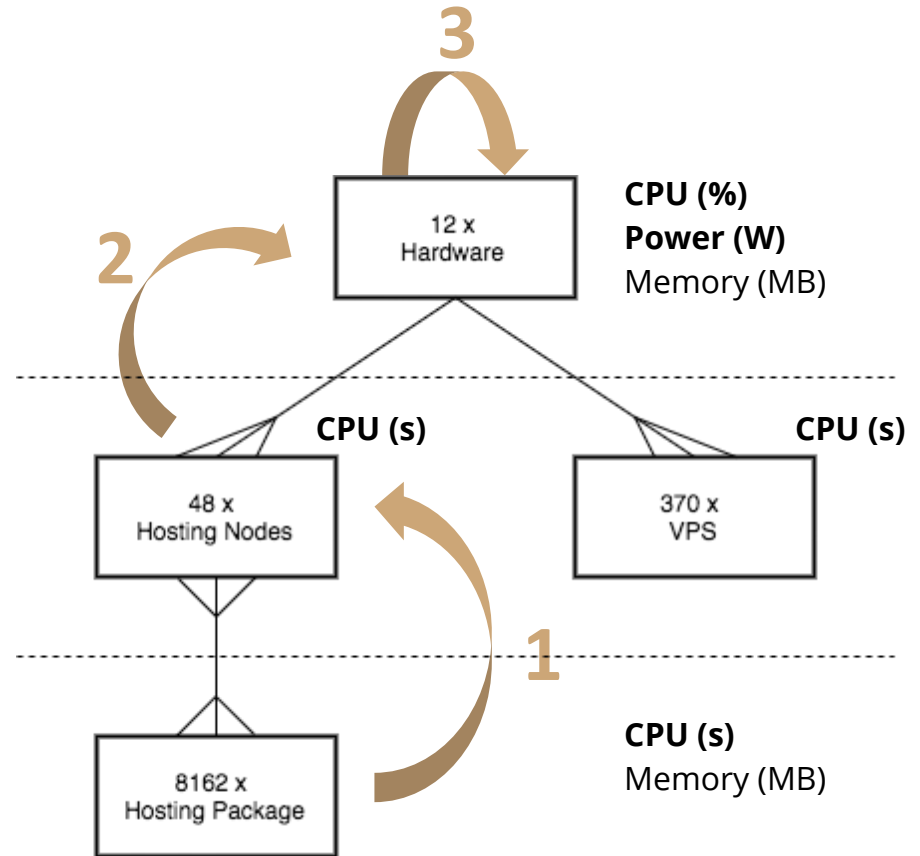 3
12 x
Hardware
CPU (%)
Power (W)
Memory (MB)
2
CPU (s)
CPU (s)
48 x
Hosting Nodes
370 x
VPS
1
8162 x
Hosting Package
CPU (s)
Memory (MB)